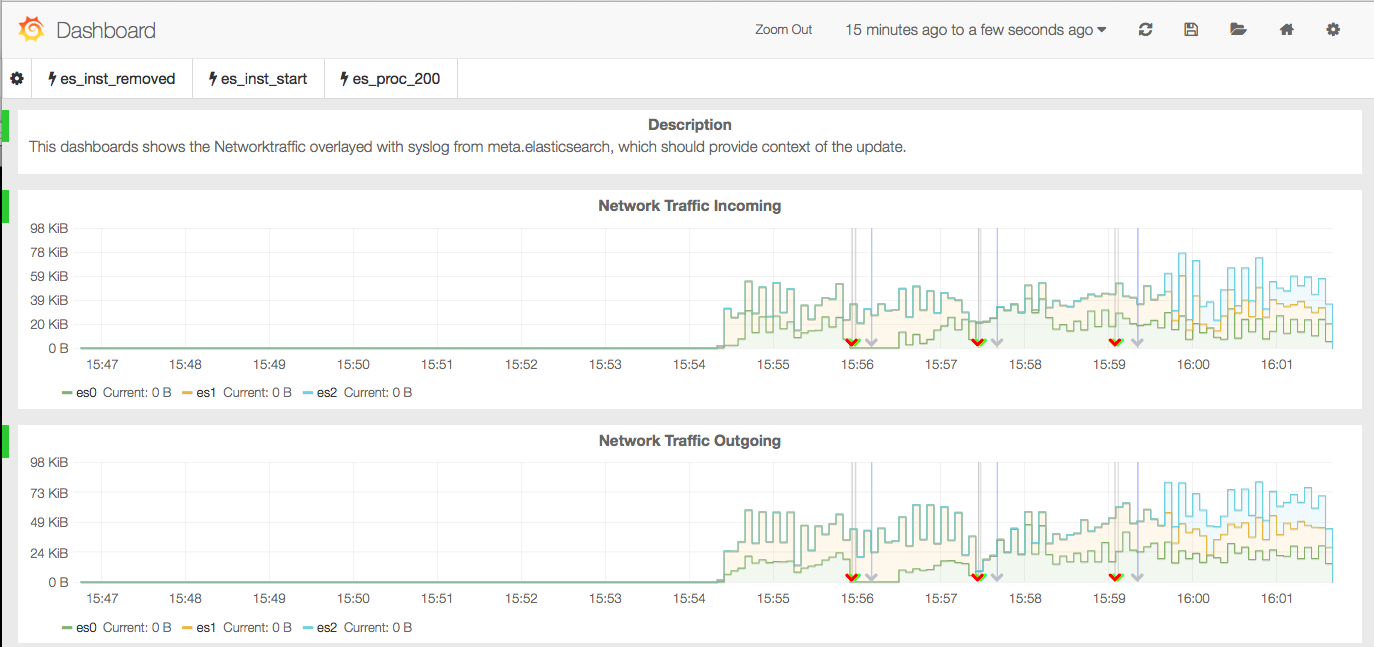 Dashboard Zoom Out 15 minutes ago to a few seconds ago
es_inst_removed es_inst_start es_proc_200
Description
This dashboards shows the Networktraffic overlayed with syslog from meta.elasticsearch, which should provide context of the update.
Network Traffic Incoming
98 KiB
78 KiB
59 KiB
39 KiB
20 KiB
0 B
15:47 15:48 15:49 15:50 15:51 15:52 15:53 15:54 15:55 15:56 15:57 15:58 15:59 16:00 16:01
es0 Current: 0 B es1 Current: 0 B es2 Current: 0 B
Network Traffic Outgoing
98 KiB
73 KiB
49 KiB
24 KiB
0 B
15:47 15:48 15:49 15:50 15:51 15:52 15:53 15:54 15:55 15:56 15:57 15:58 15:59 16:00 16:01
es0 Current: 0 B es1 Current: 0 B es2 Current: 0 B